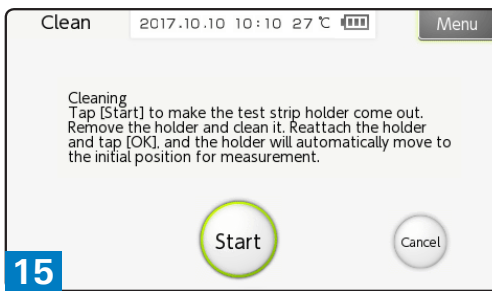 Clean 2017.10.10 10:10 27℃ Menu
Cleaning
Tap [Start] to make the test strip holder come out.
Remove the holder and clean it. Reattach the holder
and tap [OK], and the holder will automatically move to
the initial position for measurement.
Start Cancel
15